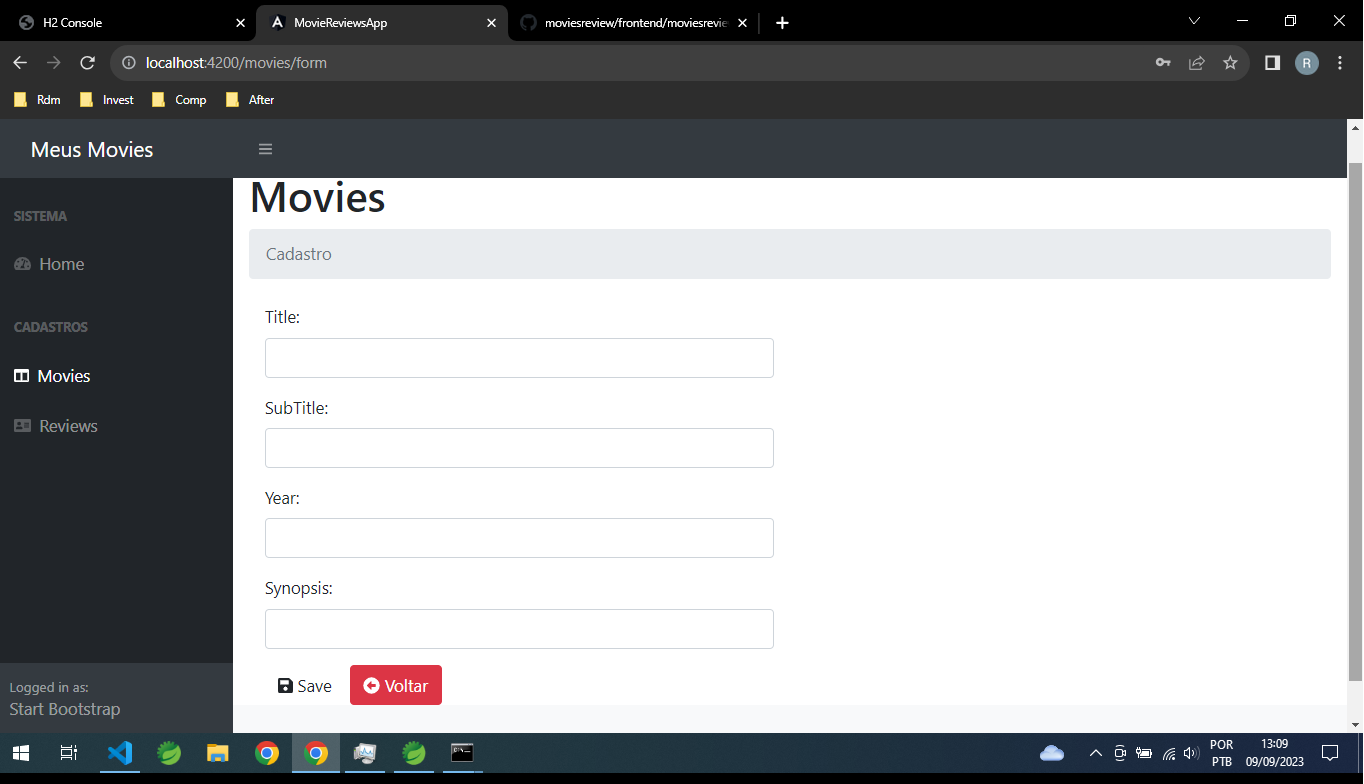 H2 Console
MovieReviewsApp
moviesreview/frontend/moviesrevie
localhost:4200/movies/form
R
Rdm
Invest
Comp
After
Meus Movies
SISTEMA
Home
CADASTROS
Movies
Reviews
Logged in as:
Start Bootstrap
Movies
Cadastro
Title:
SubTitle:
Year:
Synopsis:
Save
Voltar
POR
PTB
13:09
09/09/2023